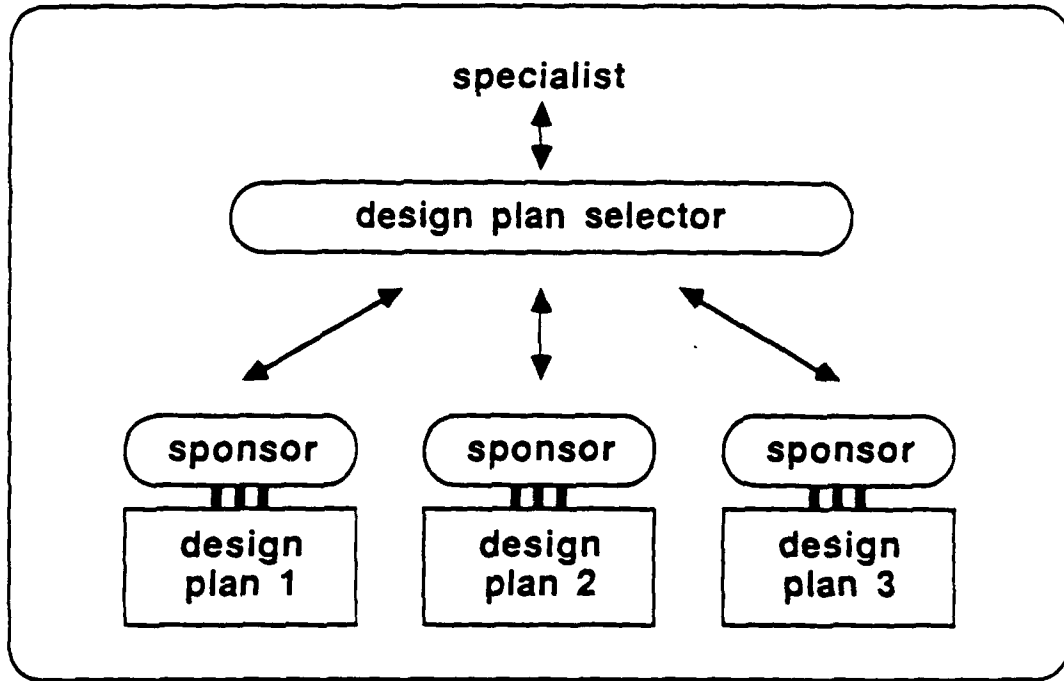 specialist
design plan selector
sponsor
sponsor
sponsor
design
plan 1
design
plan 2
design
plan 3